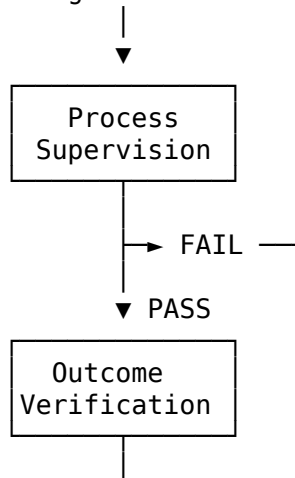 Process
Supervision
FAIL
PASS
Outcome
Verification